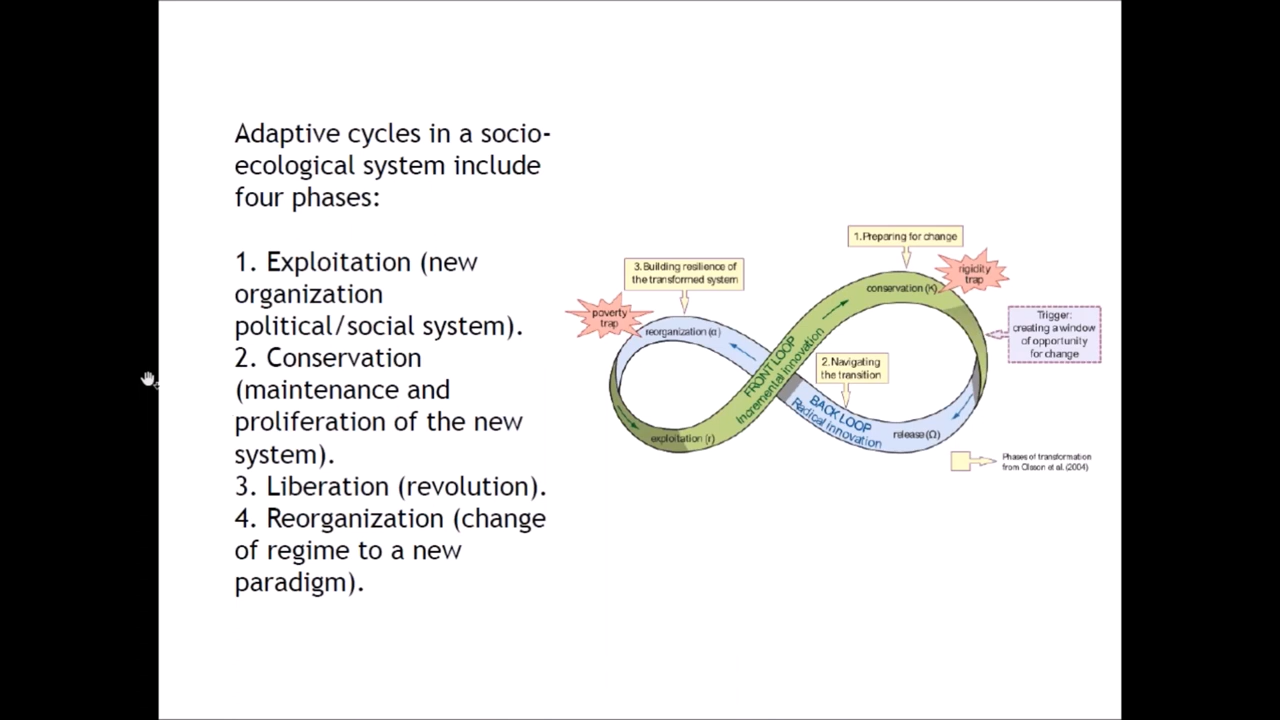 Adaptive cycles in a socio-
ecological system include
four phases:
1. Exploitation (new
organization
political/social system).
2. Conservation
(maintenance and
proliferation of the new
system).
3. Liberation (revolution).
4. Reorganization (change
of regime to a new
paradigm).
1.Preparing for change
rigidity
trap
conservation (K)
3.Building resilience of
the transformed system
poverty
trap
reorganization (α)
Trigger:
creating a window
of opportunity
for change
FRONT LOOP
Incremental innovation
2.Navigating
the transition
BACK LOOP
Radical innovation
release (Ω)
exploitation (r)
Phases of transformation
from Olsson et al. (2004)